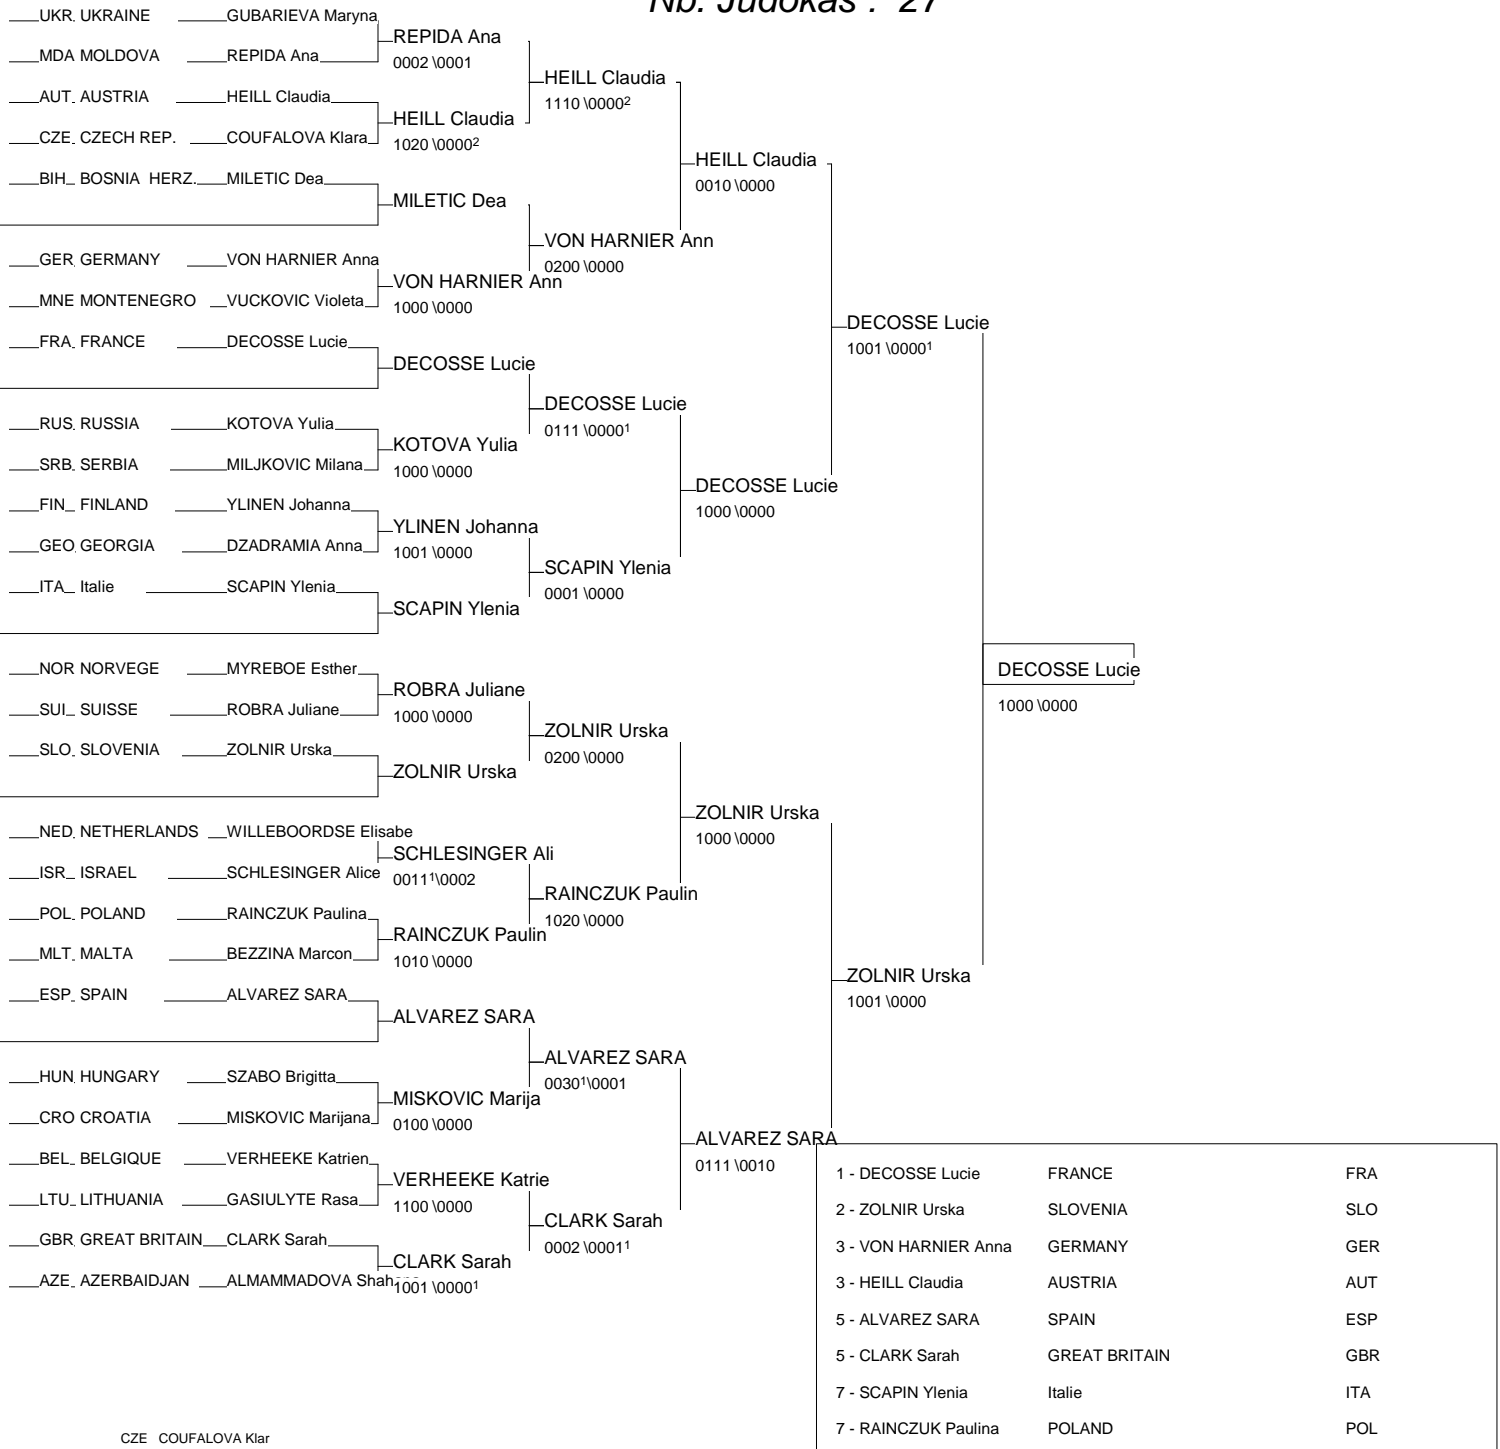 Nb. Judokas : 27
UKR UKRAINE GUBARIEVA Maryna
REPIDA Ana
MDA MOLDOVA REPIDA Ana
0002 \0001
HEILL Claudia
AUT AUSTRIA HEILL Claudia
1110 \0000²
HEILL Claudia
CZE CZECH REP. COUFALOVA Klara
1020 \0000²
HEILL Claudia
BIH BOSNIA HERZ. MILETIC Dea
0010 \0000
MILETIC Dea
VON HARNIER Ann
GER GERMANY VON HARNIER Anna
0200 \0000
VON HARNIER Ann
MNE MONTENEGRO VUCKOVIC Violeta
1000 \0000
DECOSSE Lucie
FRA FRANCE DECOSSE Lucie
1001 \0000¹
DECOSSE Lucie
DECOSSE Lucie
RUS RUSSIA KOTOVA Yulia
0111 \0000¹
KOTOVA Yulia
SRB SERBIA MILJKOVIC Milana
1000 \0000
DECOSSE Lucie
FIN FINLAND YLINEN Johanna
1000 \0000
YLINEN Johanna
GEO GEORGIA DZADRAMIA Anna
1001 \0000
SCAPIN Ylenia
ITA Italie SCAPIN Ylenia
0001 \0000
SCAPIN Ylenia
NOR NORVEGE MYREBOE Esther
DECOSSE Lucie
ROBRA Juliane
1000 \0000
SUI SUISSE ROBRA Juliane
1000 \0000
ZOLNIR Urska
SLO SLOVENIA ZOLNIR Urska
0200 \0000
ZOLNIR Urska
ZOLNIR Urska
NED NETHERLANDS WILLEBOORDSE Elisabe
1000 \0000
SCHLESINGER Ali
ISR ISRAEL SCHLESINGER Alice
0011¹\0002
RAINCZUK Paulin
POL POLAND RAINCZUK Paulina
1020 \0000
RAINCZUK Paulin
MLT MALTA BEZZINA Marcon
1010 \0000
ZOLNIR Urska
ESP SPAIN ALVAREZ SARA
1001 \0000
ALVAREZ SARA
ALVAREZ SARA
HUN HUNGARY SZABO Brigitta
0030¹\0001
MISKOVIC Marija
CRO CROATIA MISKOVIC Marijana
0100 \0000
ALVAREZ SARA
BEL BELGIQUE VERHEEKE Katrien
0111 \0010
VERHEEKE Katrie
LTU LITHUANIA GASIULYTE Rasa
1100 \0000
CLARK Sarah
GBR GREAT BRITAIN CLARK Sarah
0002 \0001¹
CLARK Sarah
AZE AZERBAIDJAN ALMAMMADOVA Shah
1001 \0000¹
1 - DECOSSE Lucie FRANCE FRA
2 - ZOLNIR Urska SLOVENIA SLO
3 - VON HARNIER Anna GERMANY GER
3 - HEILL Claudia AUSTRIA AUT
5 - ALVAREZ SARA SPAIN ESP
5 - CLARK Sarah GREAT BRITAIN GBR
7 - SCAPIN Ylenia Italie ITA
7 - RAINCZUK Paulina POLAND POL
CZE COUFALOVA Klar